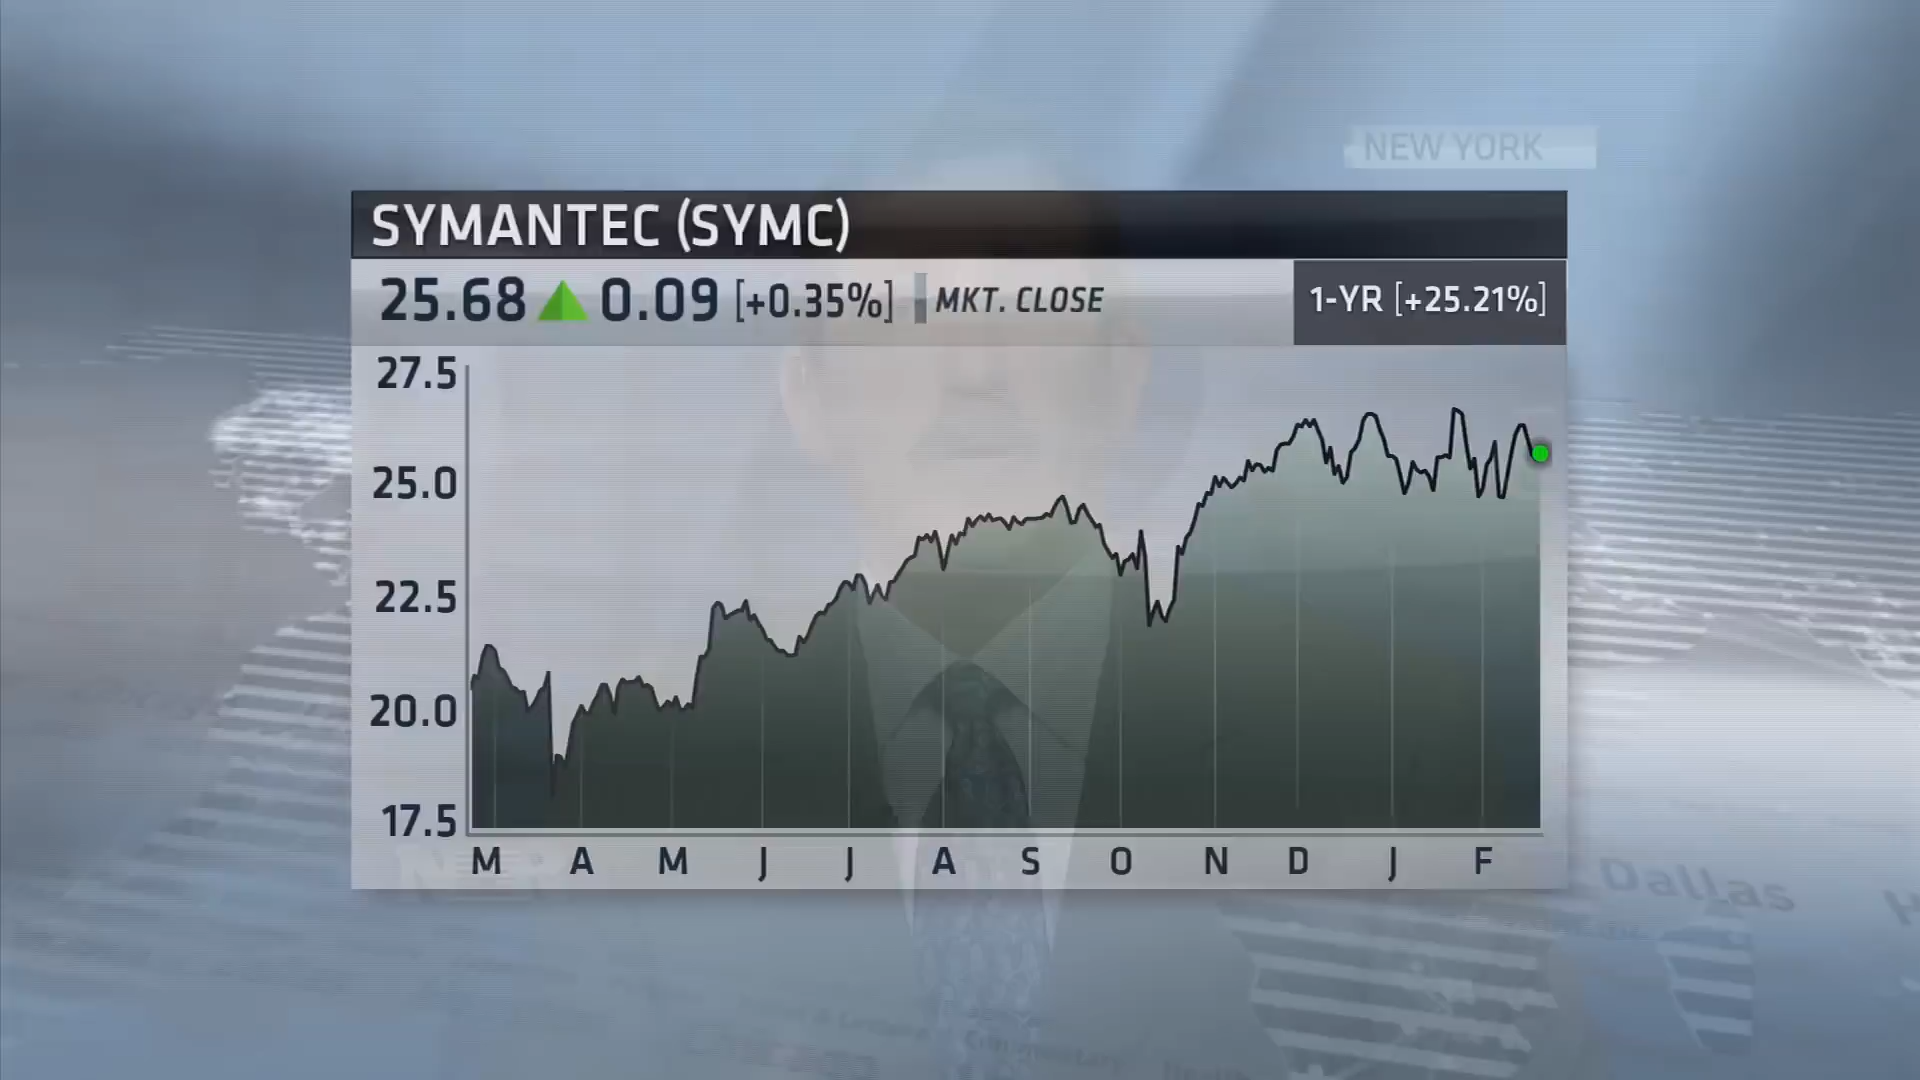 NEW YORK
SYMANTEC (SYMC)
25.68 ▲ 0.09 [+0.35%] MKT. CLOSE 1-YR [+25.21%]
27.5
25.0
22.5
20.0
17.5
M A M J J A S O N D J F
Dallas